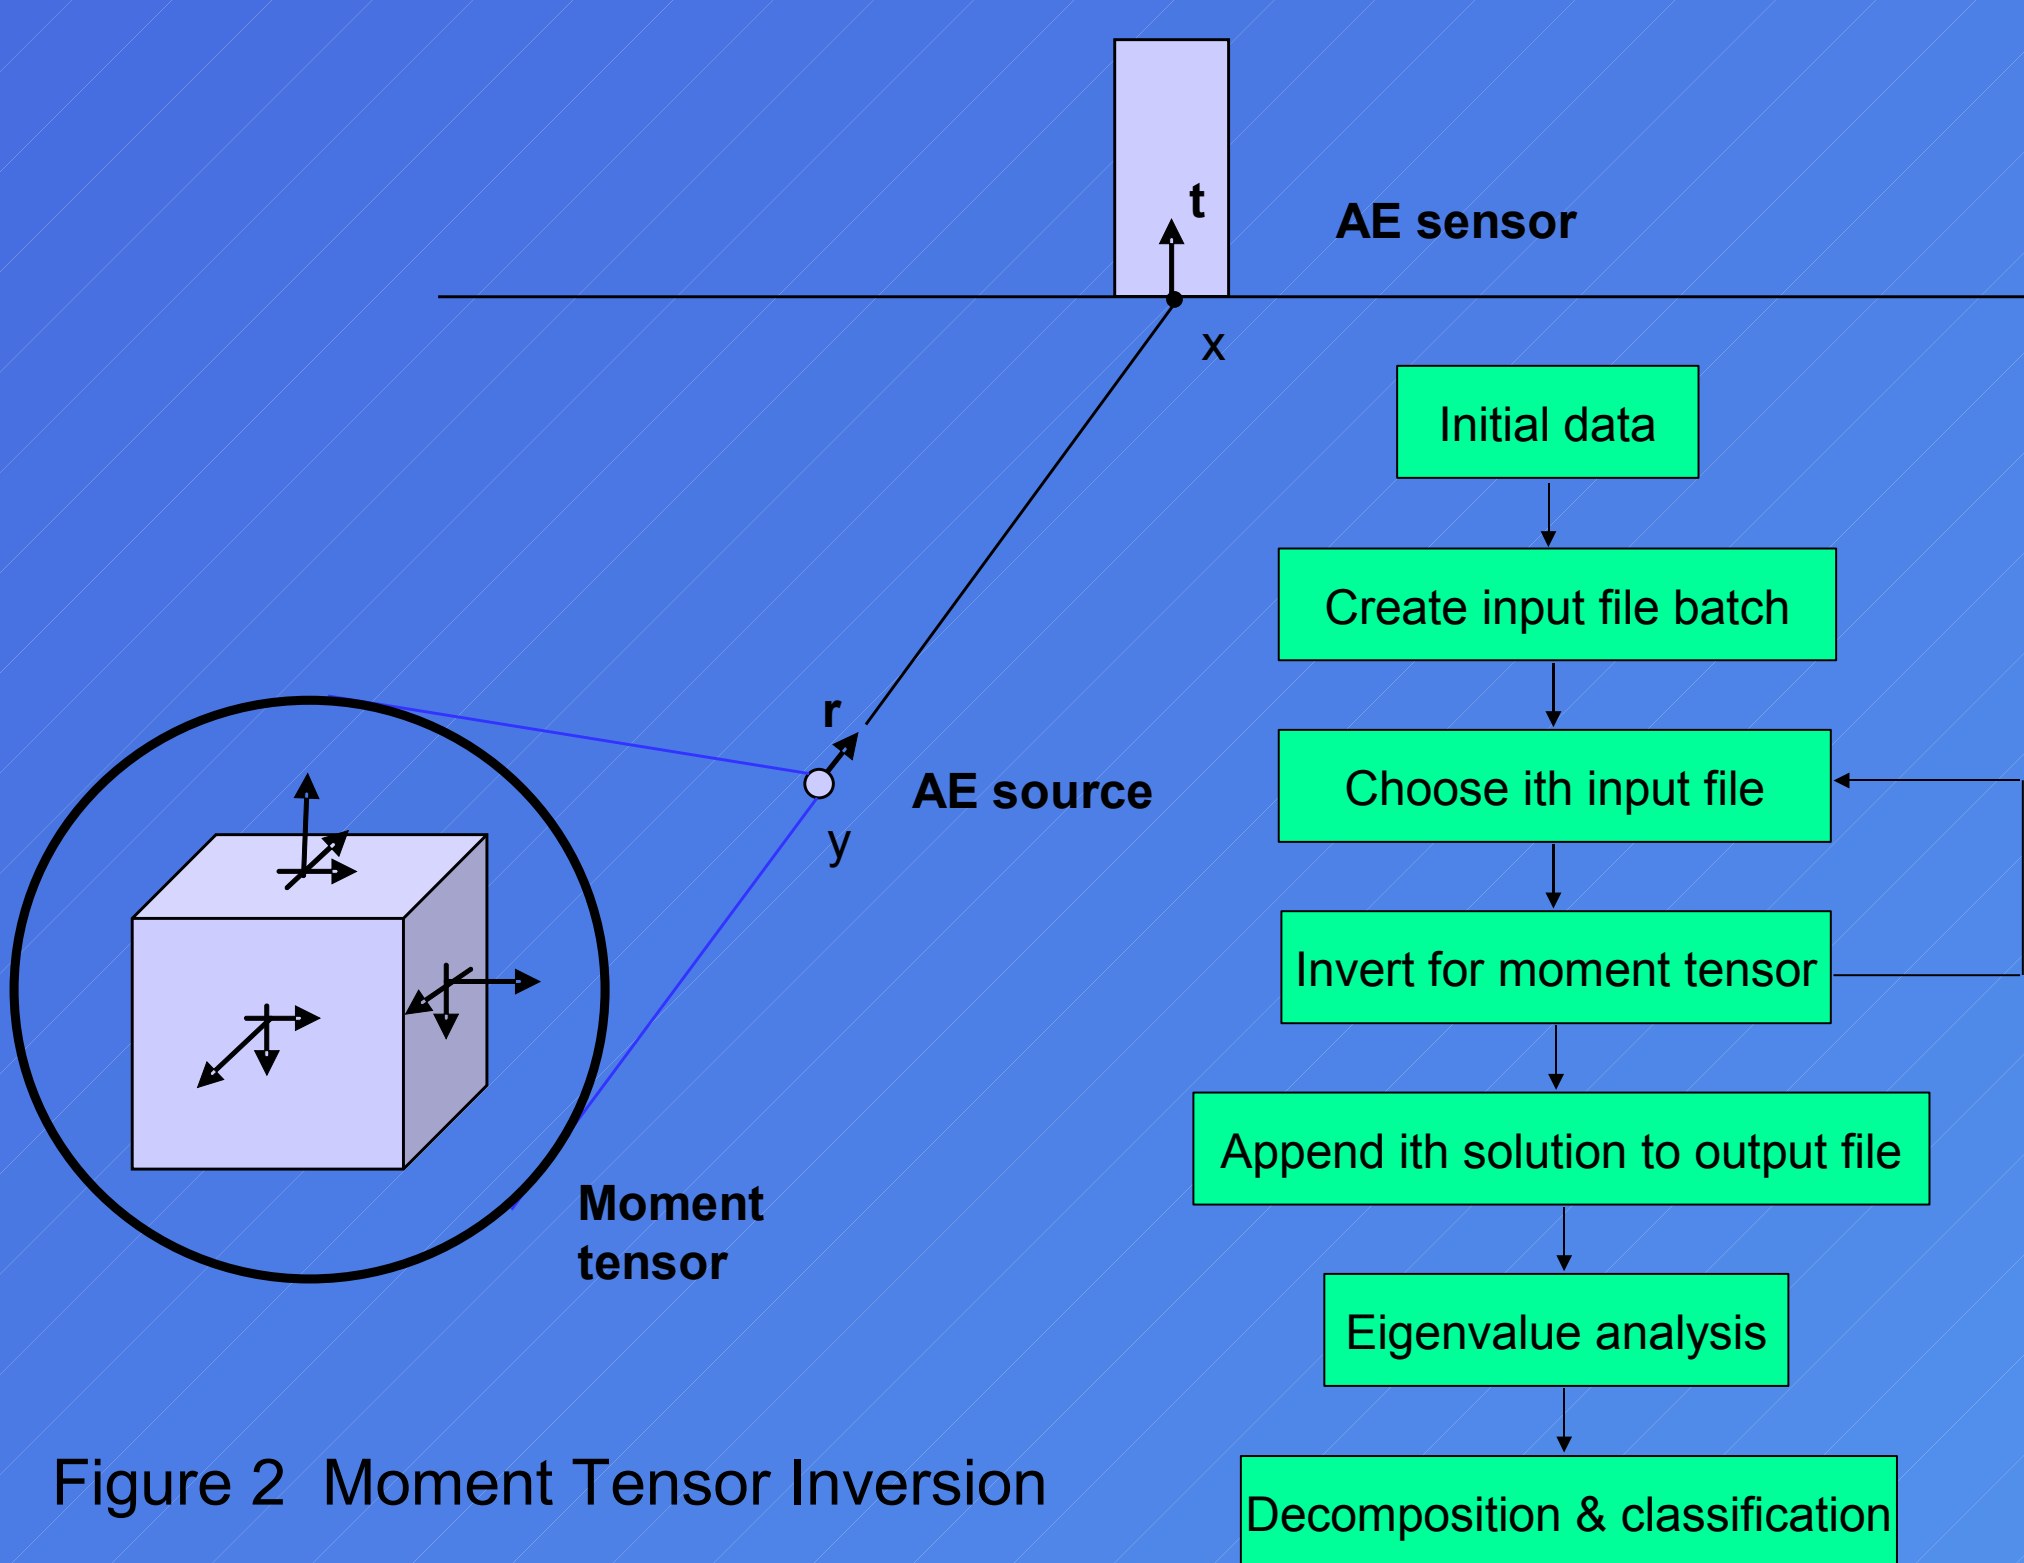 t
AE sensor
x
Initial data
Create input file batch
r
Choose ith input file
AE source
y
Invert for moment tensor
Append ith solution to output file
Moment
tensor
Eigenvalue analysis
Figure 2 Moment Tensor Inversion
Decomposition & classification